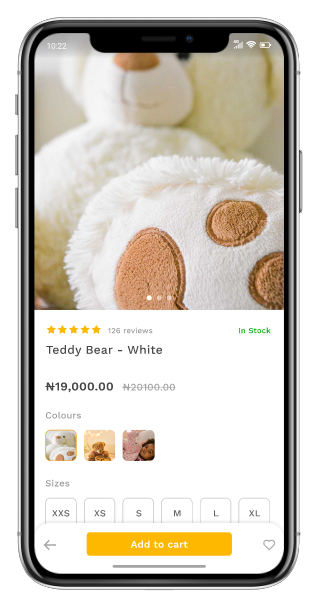 10:22
4G
126 reviews
In Stock
Teddy Bear - White
₦19,000.00 ₦20100.00
Colours
Sizes
XXS XS S M L XL
Add to cart